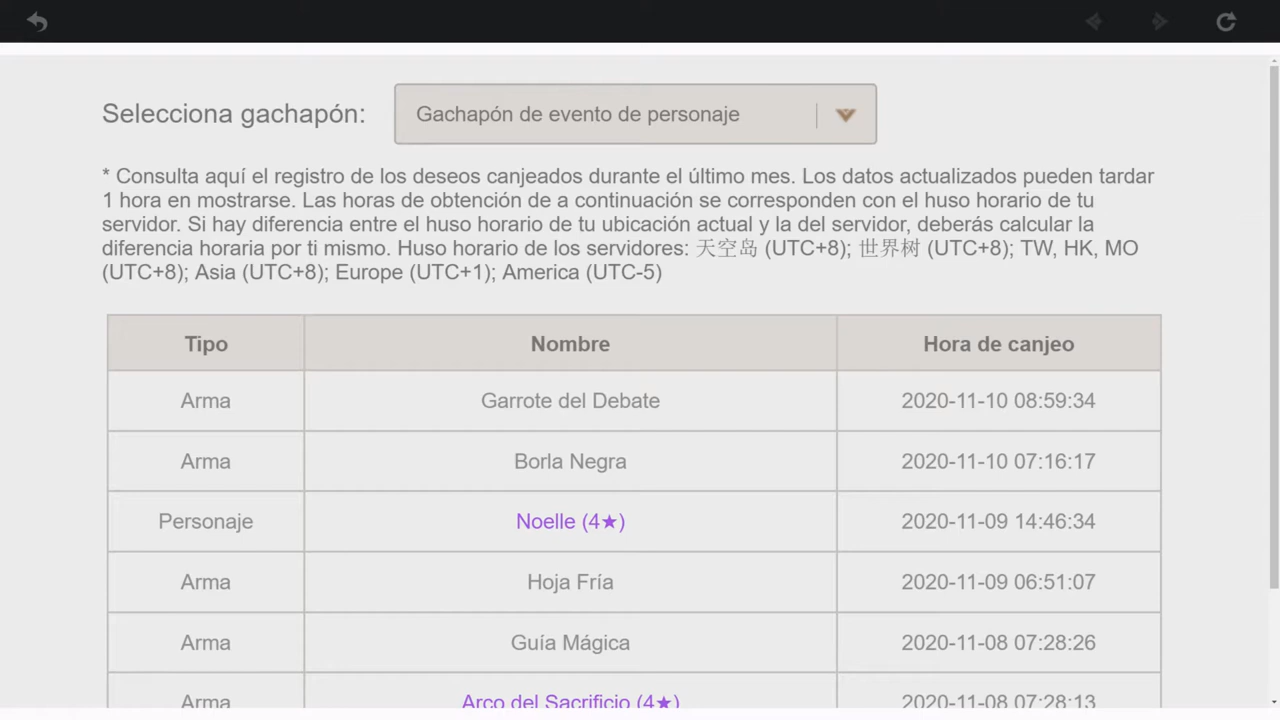 Selecciona gachapón: Gachapón de evento de personaje
* Consulta aquí el registro de los deseos canjeados durante el último mes. Los datos actualizados pueden tardar
1 hora en mostrarse. Las horas de obtención de a continuación se corresponden con el huso horario de tu
servidor. Si hay diferencia entre el huso horario de tu ubicación actual y la del servidor, deberás calcular la
diferencia horaria por ti mismo. Huso horario de los servidores: 天空岛 (UTC+8); 世界树 (UTC+8); TW, HK, MO
(UTC+8); Asia (UTC+8); Europe (UTC+1); America (UTC-5)
Tipo Nombre Hora de canjeo
Arma Garrote del Debate 2020-11-10 08:59:34
Arma Borla Negra 2020-11-10 07:16:17
Personaje Noelle (4★) 2020-11-09 14:46:34
Arma Hoja Fría 2020-11-09 06:51:07
Arma Guía Mágica 2020-11-08 07:28:26
Arma Arco del Sacrificio (4★) 2020-11-08 07:28:13